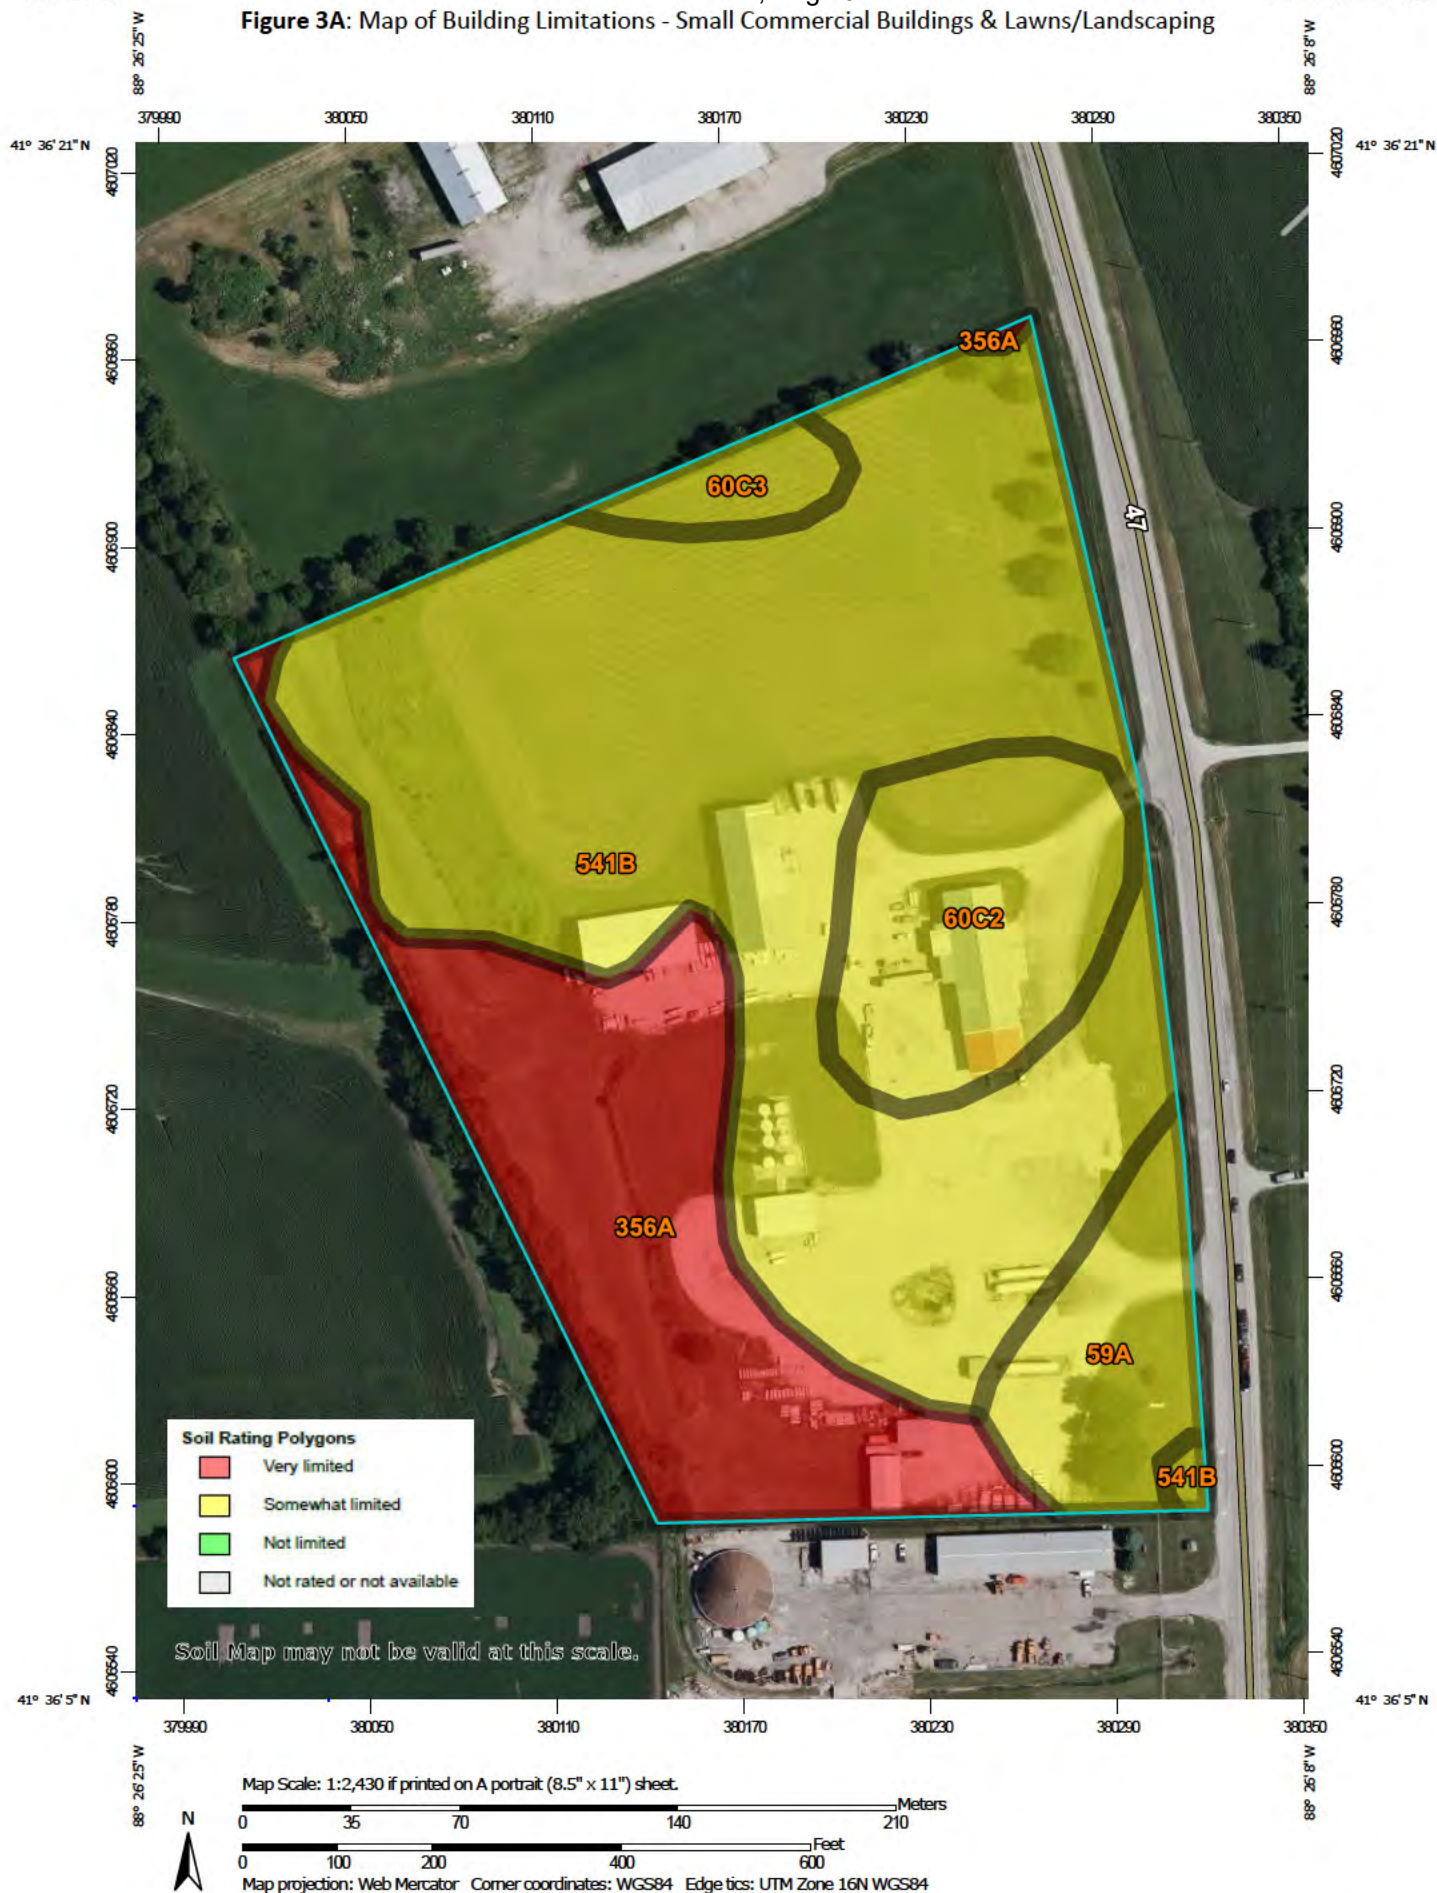 Figure 3A: Map of Building Limitations - Small Commercial Buildings & Lawns/Landscaping
88° 26' 25" W
88° 26' 8" W
379990 380050 380110 380170 380230 380290 380350
41° 36' 21" N
41° 36' 21" N
4607020
4607020
4606960
4606960
4606900
4606900
4606840
4606840
4606780
4606780
4606720
4606720
4606660
4606660
4606600
4606600
4606540
4606540
356A
60C3
47
541B
60C2
356A
59A
541B
Soil Rating Polygons
Very limited
Somewhat limited
Not limited
Not rated or not available
Soil Map may not be valid at this scale.
41° 36' 5" N
41° 36' 5" N
379990 380050 380110 380170 380230 380290 380350
88° 26' 25" W
88° 26' 8" W
Map Scale: 1:2,430 if printed on A portrait (8.5" x 11") sheet.
N
Meters
0 35 70 140 210
Feet
0 100 200 400 600
Map projection: Web Mercator Corner coordinates: WGS84 Edge tics: UTM Zone 16N WGS84